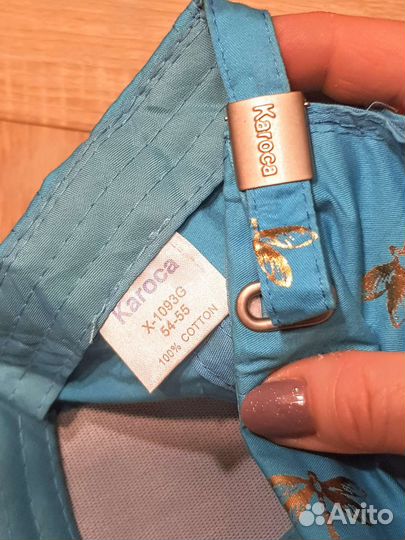 Karoca
Karoca
X-1093G
54-55
100% COTTON
Avito